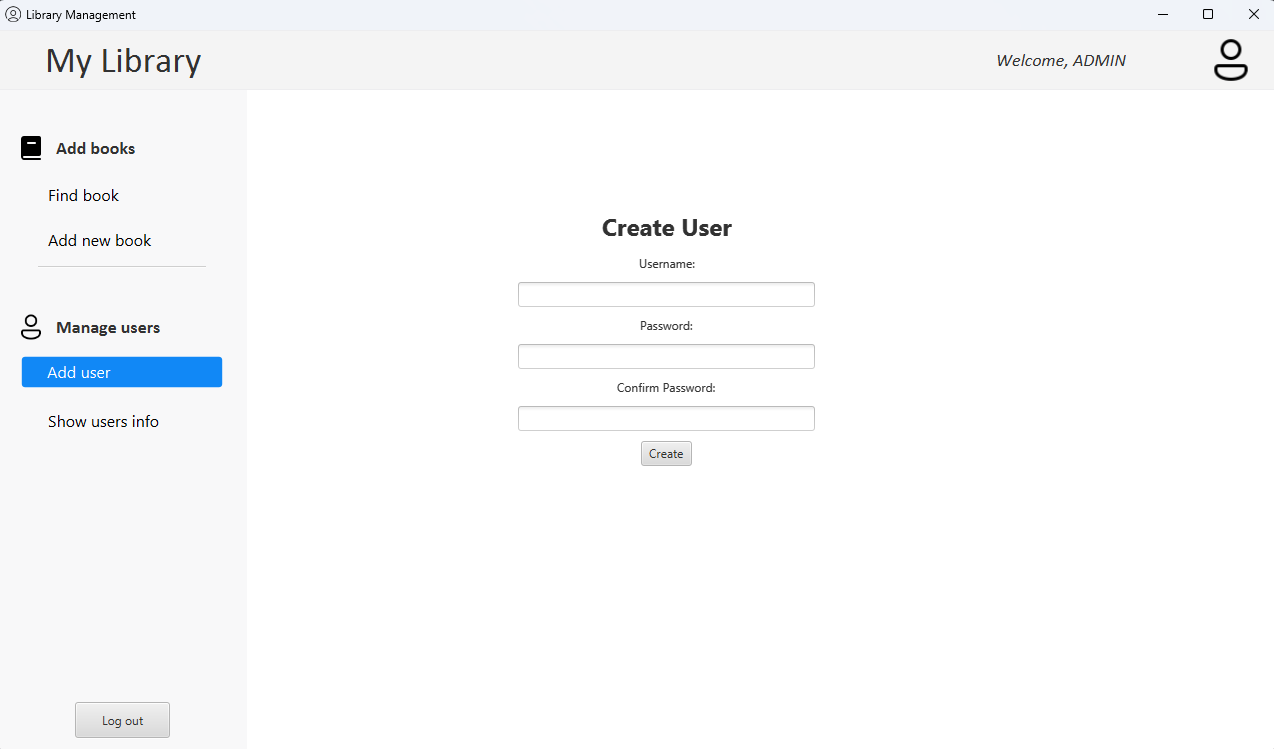 Library Management
My Library
Welcome, ADMIN
Add books
Find book
Add new book
Manage users
Add user
Show users info
Log out
Create User
Username:
Password:
Confirm Password:
Create